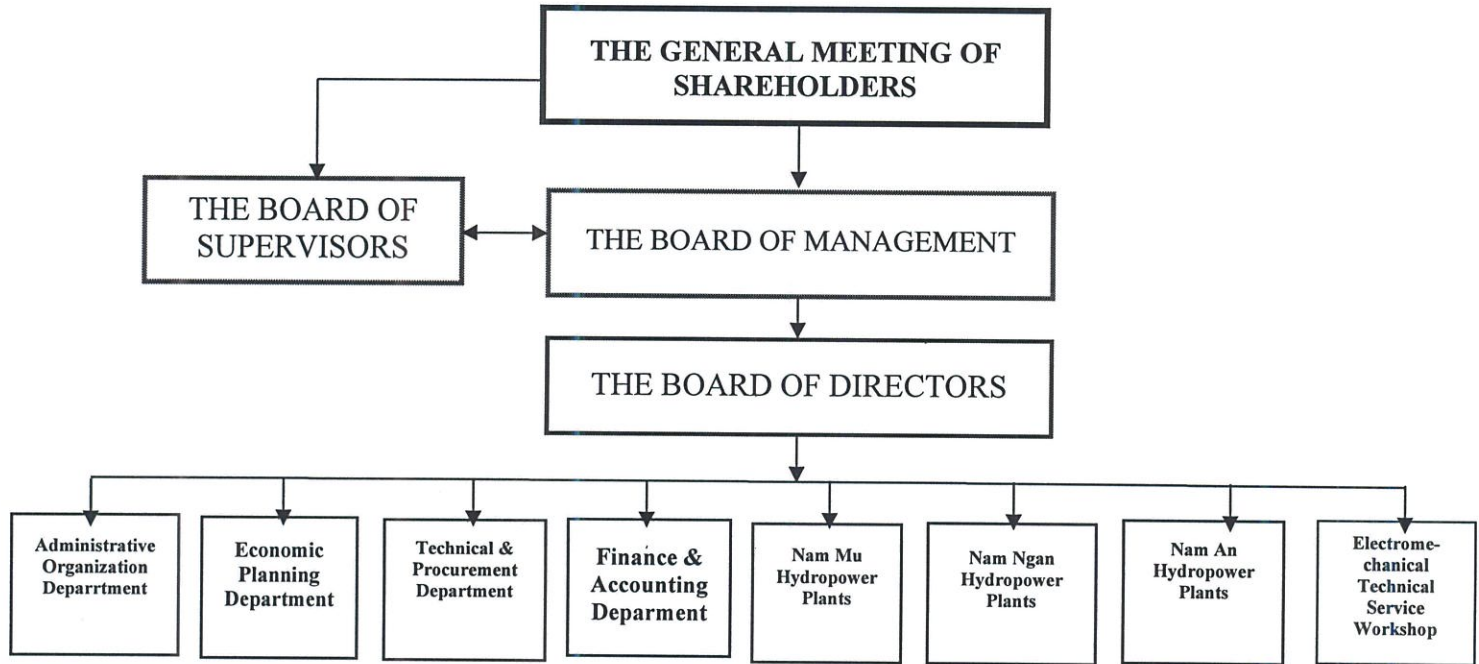 THE GENERAL MEETING OF
SHAREHOLDERS
THE BOARD OF
SUPERVISORS
THE BOARD OF MANAGEMENT
THE BOARD OF DIRECTORS
Administrative
Organization
Deparrtment
Economic
Planning
Department
Technical &
Procurement
Department
Finance &
Accounting
Deparment
Nam Mu
Hydropower
Plants
Nam Ngan
Hydropower
Plants
Nam An
Hydropower
Plants
Electrome-
chanical
Technical
Service
Workshop